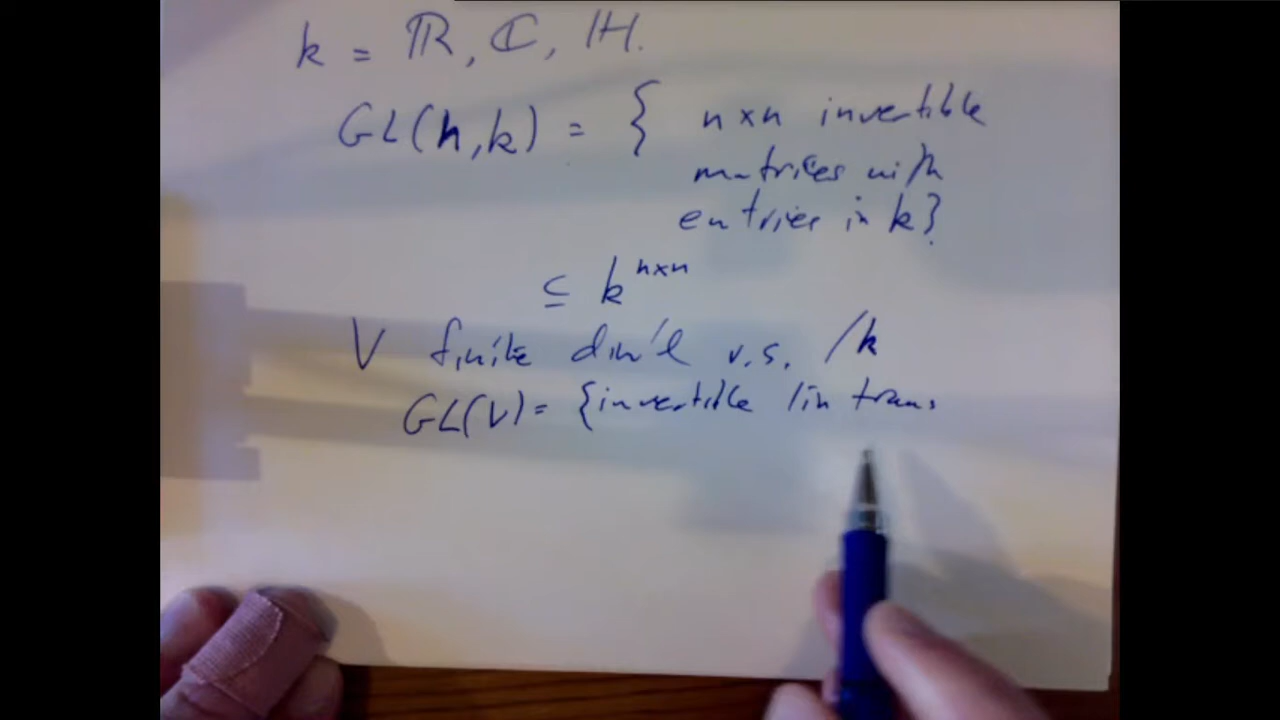 k = ℝ, ℂ, ℍ.
GL(n,k) = { n×n invertible
matrices with
entries in k}
⊆ k^{n×n}
V finite dim'l v.s. /k
GL(V) = {invertible lin trans